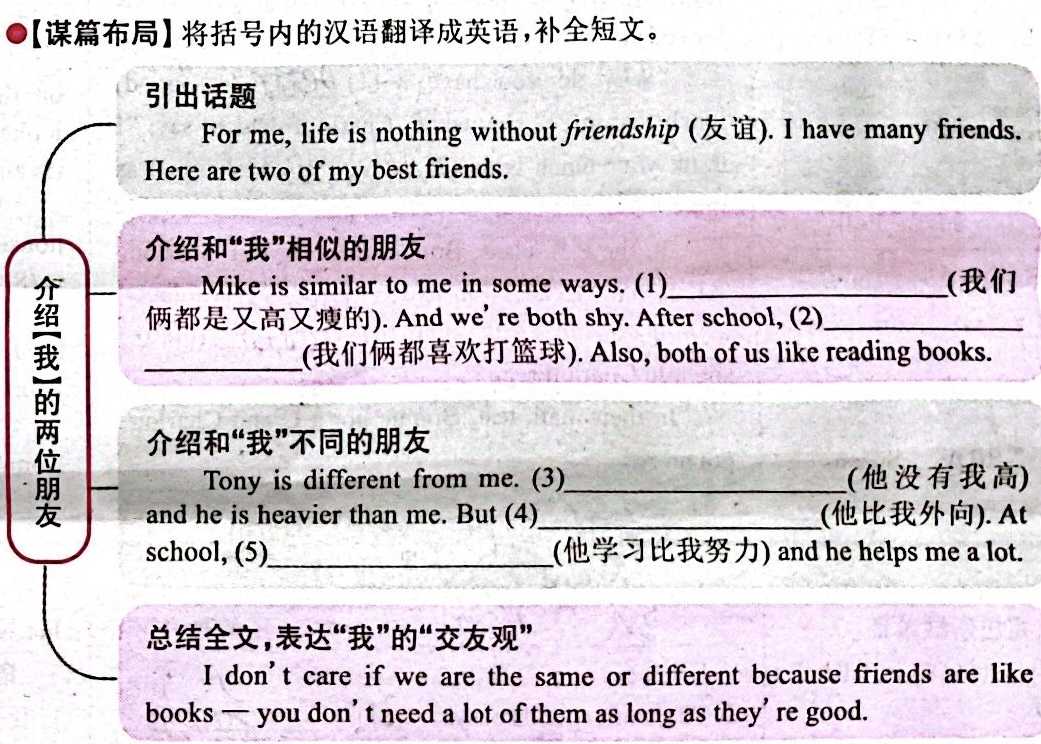 ●【谋篇布局】将括号内的汉语翻译成英语,补全短文。
引出话题
For me, life is nothing without friendship (友谊). I have many friends.
Here are two of my best friends.
介绍和“我”相似的朋友
Mike is similar to me in some ways. (1)____________________(我们
俩都是又高又瘦的). And we're both shy. After school, (2)______________
___________(我们俩都喜欢打篮球). Also, both of us like reading books.
介绍【我】的两位朋友
介绍和“我”不同的朋友
Tony is different from me. (3)____________________(他没有我高)
and he is heavier than me. But (4)____________________(他比我外向). At
school, (5)____________________(他学习比我努力) and he helps me a lot.
总结全文,表达“我”的“交友观”
I don't care if we are the same or different because friends are like
books — you don't need a lot of them as long as they're good.